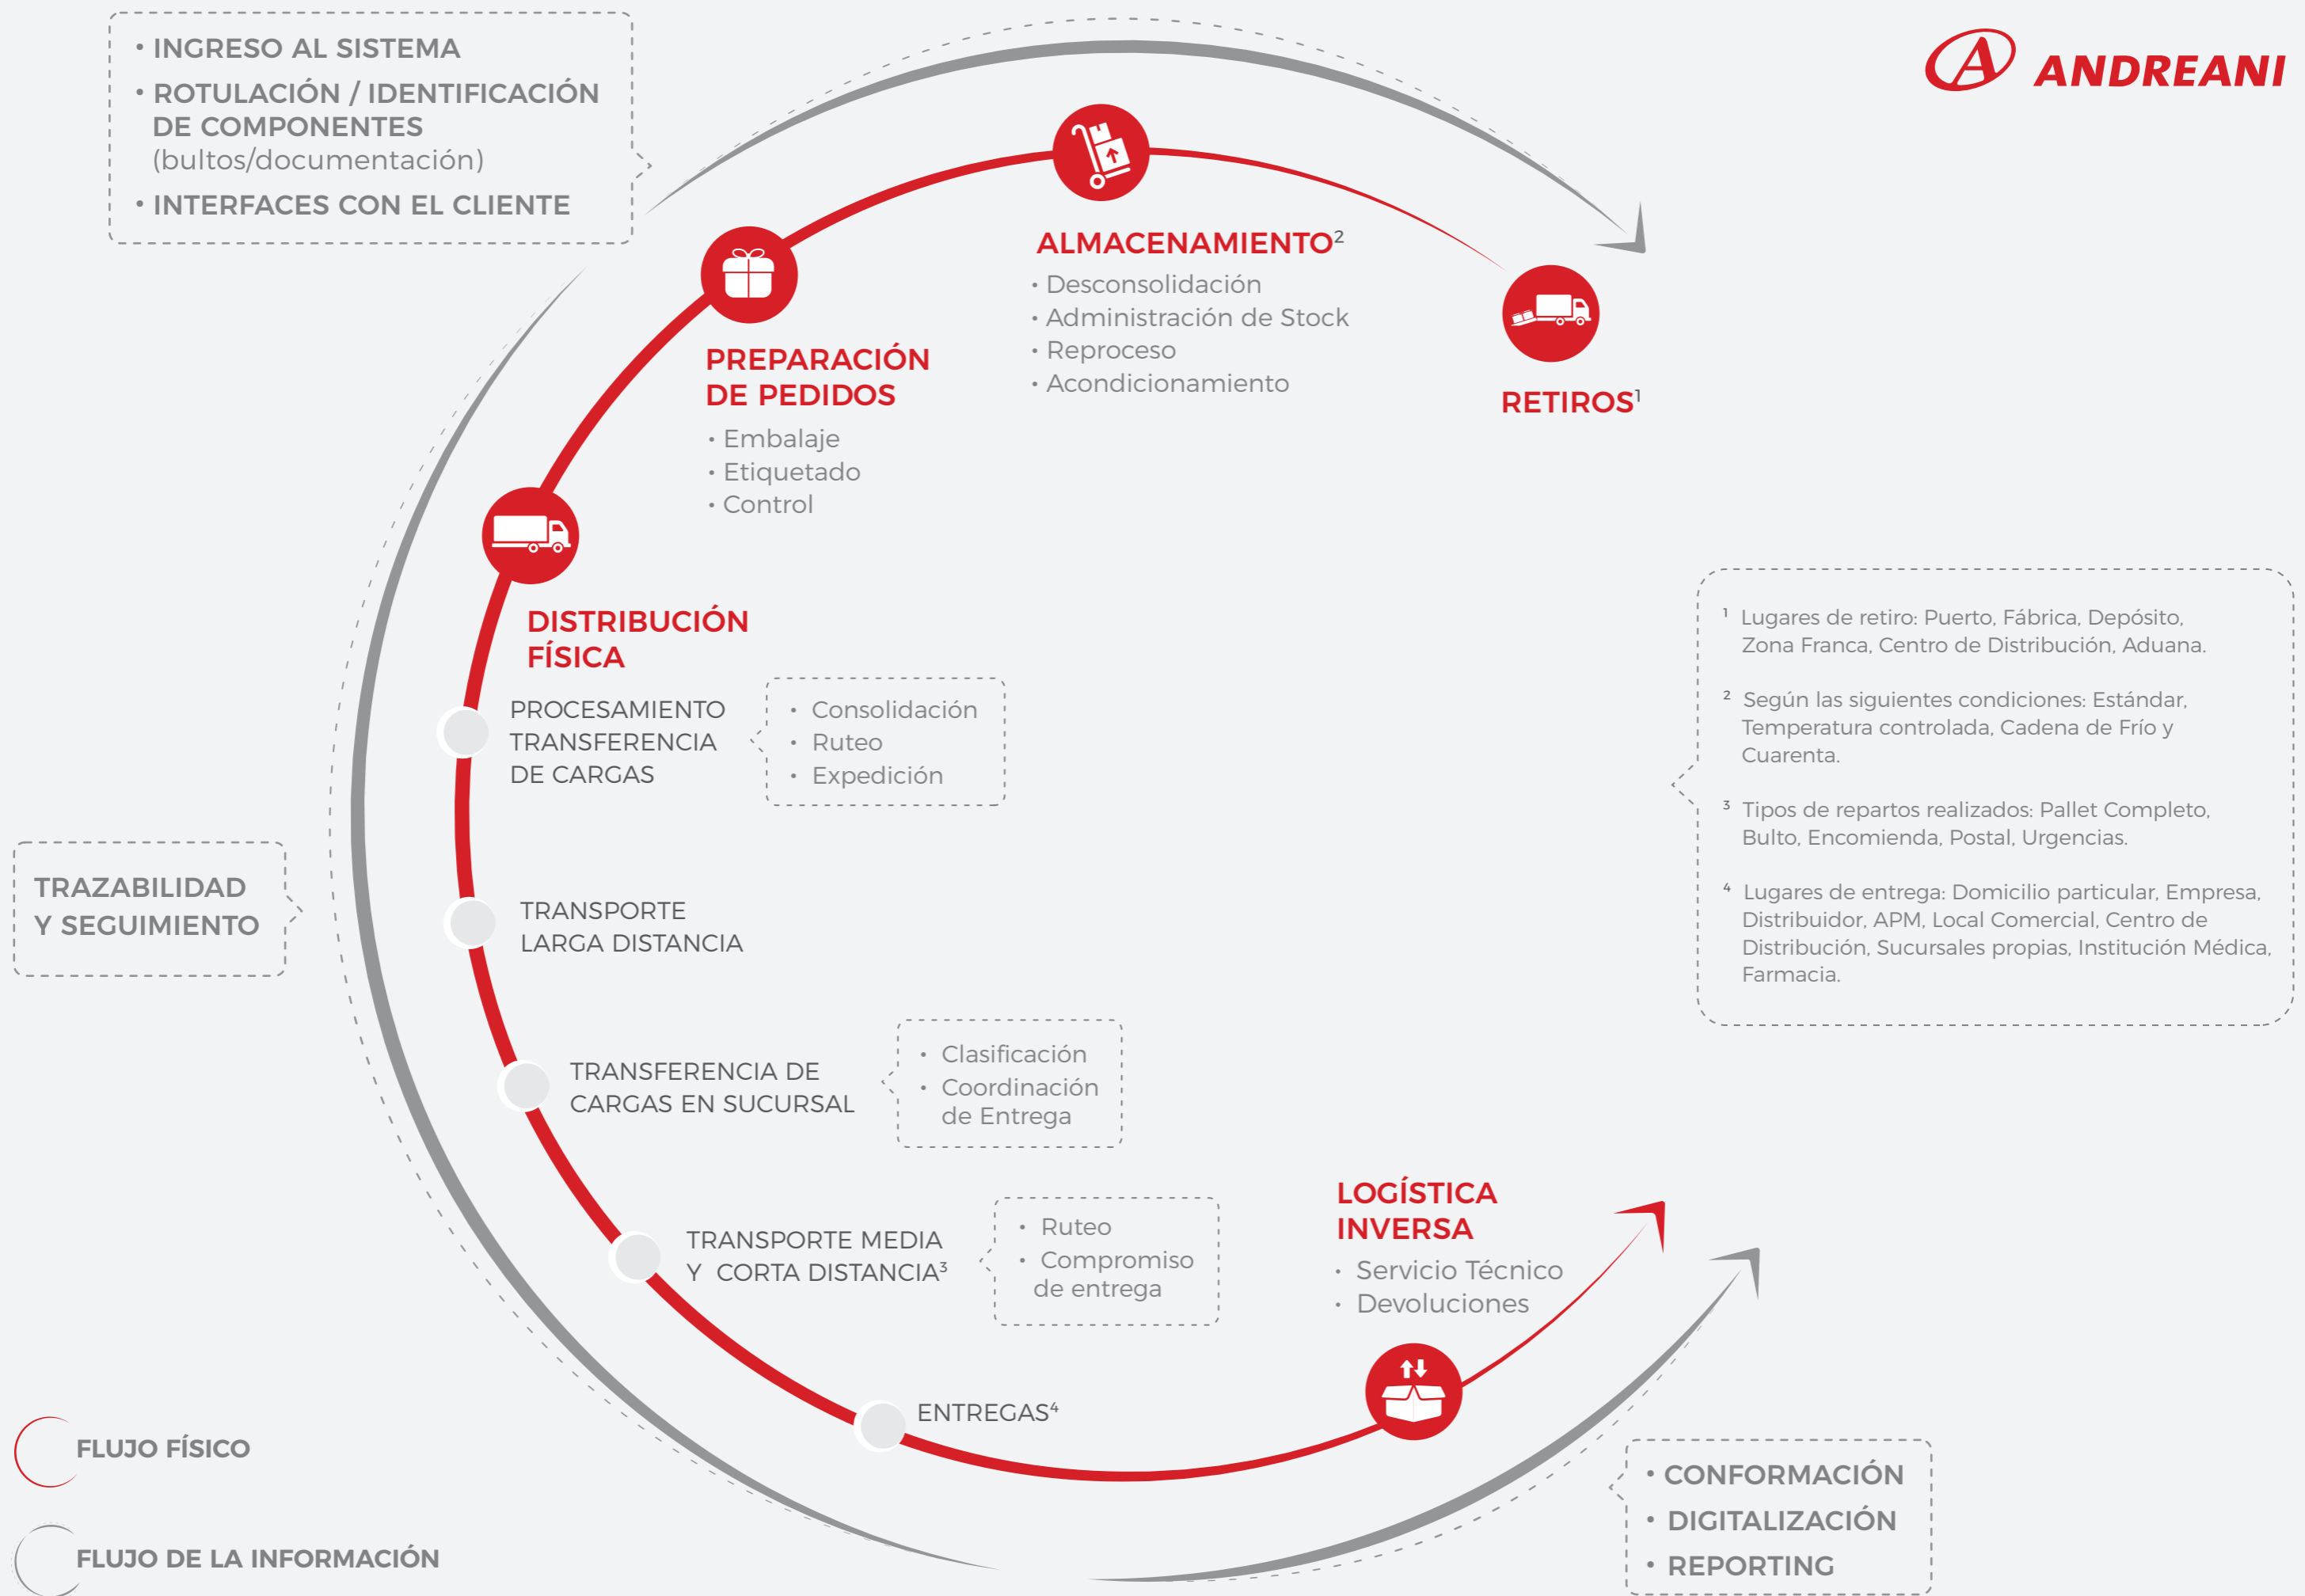 • INGRESO AL SISTEMA
• ROTULACIÓN / IDENTIFICACIÓN
DE COMPONENTES
(bultos/documentación)
• INTERFACES CON EL CLIENTE
A ANDREANI
ALMACENAMIENTO²
• Desconsolidación
• Administración de Stock
• Reproceso
• Acondicionamiento
RETIROS¹
PREPARACIÓN
DE PEDIDOS
• Embalaje
• Etiquetado
• Control
DISTRIBUCIÓN
FÍSICA
PROCESAMIENTO
TRANSFERENCIA
DE CARGAS
• Consolidación
• Ruteo
• Expedición
¹ Lugares de retiro: Puerto, Fábrica, Depósito,
Zona Franca, Centro de Distribución, Aduana.
² Según las siguientes condiciones: Estándar,
Temperatura controlada, Cadena de Frío y
Cuarenta.
³ Tipos de repartos realizados: Pallet Completo,
Bulto, Encomienda, Postal, Urgencias.
⁴ Lugares de entrega: Domicilio particular, Empresa,
Distribuidor, APM, Local Comercial, Centro de
Distribución, Sucursales propias, Institución Médica,
Farmacia.
TRAZABILIDAD
Y SEGUIMIENTO
TRANSPORTE
LARGA DISTANCIA
TRANSFERENCIA DE
CARGAS EN SUCURSAL
• Clasificación
• Coordinación
de Entrega
TRANSPORTE MEDIA
Y CORTA DISTANCIA³
• Ruteo
• Compromiso
de entrega
LOGÍSTICA
INVERSA
• Servicio Técnico
• Devoluciones
ENTREGAS⁴
FLUJO FÍSICO
FLUJO DE LA INFORMACIÓN
• CONFORMACIÓN
• DIGITALIZACIÓN
• REPORTING